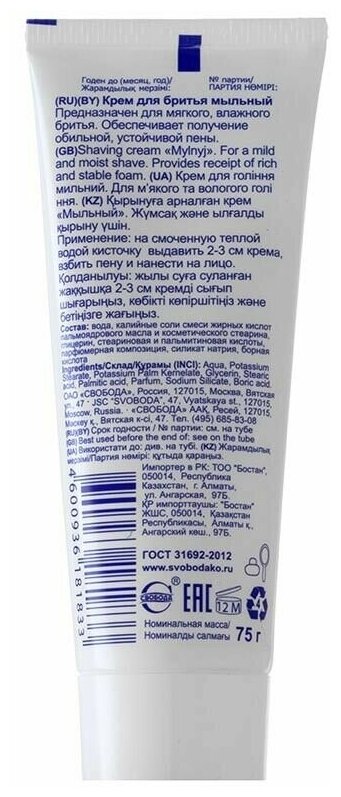 Годен до (месяц, год)/
Жарамдылық мерзімі:
№ партии/
ПАРТИЯ НӨМІРІ:
(RU)(BY) Крем для бритья мыльный
Предназначен для мягкого, влажного
бритья. Обеспечивает получение
обильной, устойчивой пены.
(GB)Shaving cream «Mylnyj». For a mild
and moist shave. Provides receipt of rich
and stable foam. (UA) Крем для гоління
мильний. Для м'якого та вологого голі
ння. (KZ) Қырынуға арналған крем
«Мыльный». Жұмсақ және ылғалды
қырыну үшін.
Применение: на смоченную теплой
водой кисточку выдавить 2-3 см крема,
взбить пену и нанести на лицо.
Қолданылуы: жылы суға суланған
жаққышқа 2-3 см кремді сығып
шығарыңыз, көбікті көпіршітіңіз және
бетіңізге жағыңыз.
Состав: вода, калийные соли смеси жирных кислот
пальмоядрового масла и косметического стеарина,
глицерин, стеариновая и пальмитиновая кислоты,
парфюмерная композиция, силикат натрия, борная
кислота
Ingredients/Склад/Құрамы (INCI): Aqua, Potassium
Stearate, Potassium Palm Kernelate, Glycerin, Stearic
acid, Palmitic acid, Parfum, Sodium Silicate, Boric acid.
ОАО «СВОБОДА», Россия, 127015, Москва, Вятская
ул. 47 · JSC "SVOBODA", 47, Vyatskaya st., 127015,
Moscow, Russia. · «СВОБОДА» ААҚ, Ресей, 127015,
Мәскеу қ., Вятская к-сі, 47. Тел. (495) 685-83-08
(RU)(BY) Срок годности / № партии: см. на тубе
(GB) Best used before the end of: see on the tube
(UA) Використати до: див. на тубі. (KZ) Жарамдылық
мерзімі/Партия нөмірі: құтыда қараңыз.
Импортер в РК: ТОО "Бостан",
050014, Республика
Казахстан, г. Алматы,
ул. Ангарская, 97Б.
ҚР импорттаушы: "Бостан"
ЖШС, 050014, Қазақстан
Республикасы, Алматы қ.,
Ангарский көш., 97Б.
4600936181833
ГОСТ 31692-2012
www.svobodako.ru
СВОБОДА
®
EAC
12 М
4
Номинальная масса/
Номиналды салмағы
75 г